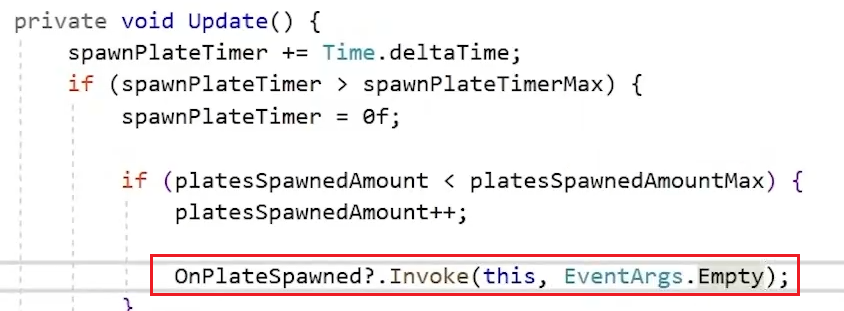 private void Update() {
spawnPlateTimer += Time.deltaTime;
if (spawnPlateTimer > spawnPlateTimerMax) {
spawnPlateTimer = 0f;
if (platesSpawnedAmount < platesSpawnedAmountMax) {
platesSpawnedAmount++;
OnPlateSpawned?.Invoke(this, EventArgs.Empty);
}